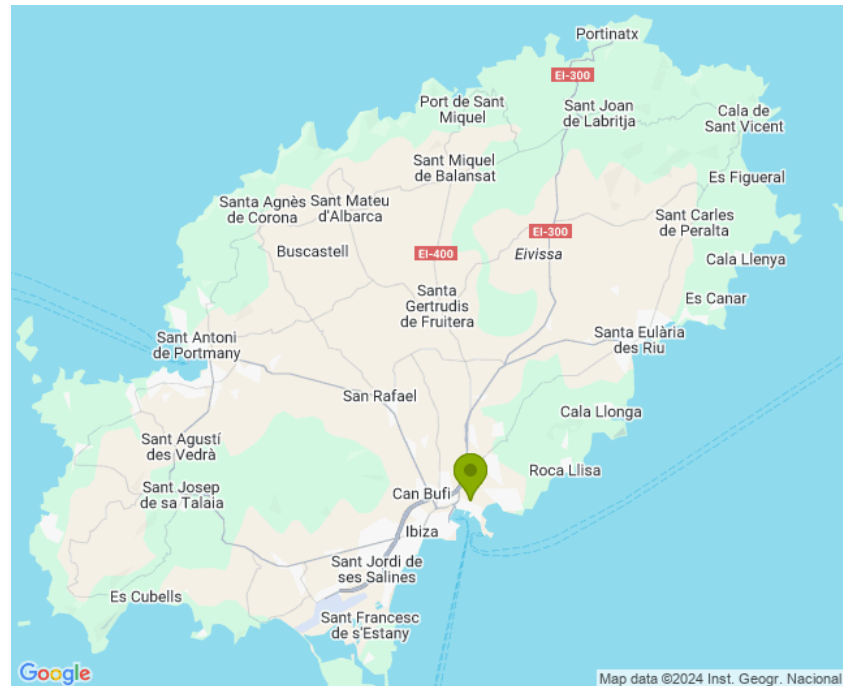 Portinatx
EI-300
Port de Sant
Miquel
Sant Joan
de Labritja
Cala de
Sant Vicent
Sant Miquel
de Balansat
Es Figueral
Santa Agnès
de Corona
Sant Mateu
d'Albarca
Sant Carles
de Peralta
EI-300
Buscastell
EI-400
Eivissa
Cala Llenya
Santa
Gertrudis
de Fruitera
Es Canar
Sant Antoni
de Portmany
Santa Eulària
des Riu
San Rafael
Cala Llonga
Sant Agustí
des Vedrà
Roca Llisa
Sant Josep
de sa Talaia
Can Bufi
Ibiza
Sant Jordi de
ses Salines
Es Cubells
Sant Francesc
de s'Estany
Google
Map data ©2024 Inst. Geogr. Nacional